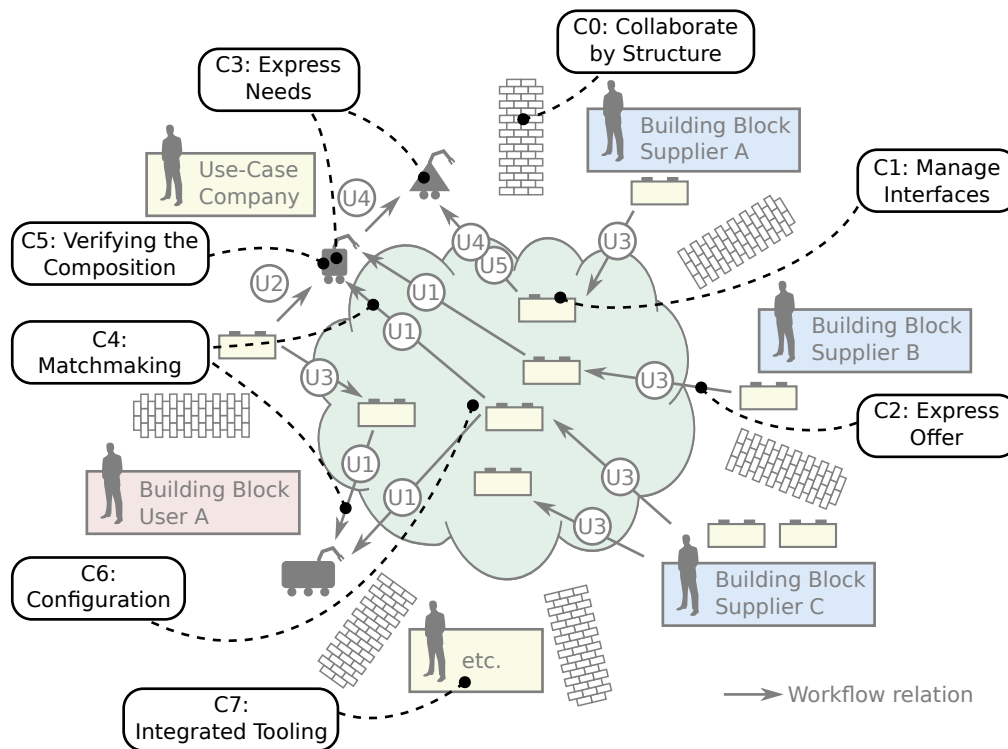 C0: Collaborate
by Structure
C3: Express
Needs
Building Block
Supplier A
C1: Manage
Interfaces
Use-Case
Company
U4
C5: Verifying the
Composition
U4
U3
U5
U2
U1
U1
C4:
Matchmaking
Building Block
Supplier B
U3
U3
C2: Express
Offer
Building Block
User A
U1
U1
U3
U3
C6:
Configuration
Building Block
Supplier C
etc.
C7:
Integrated Tooling
Workflow relation